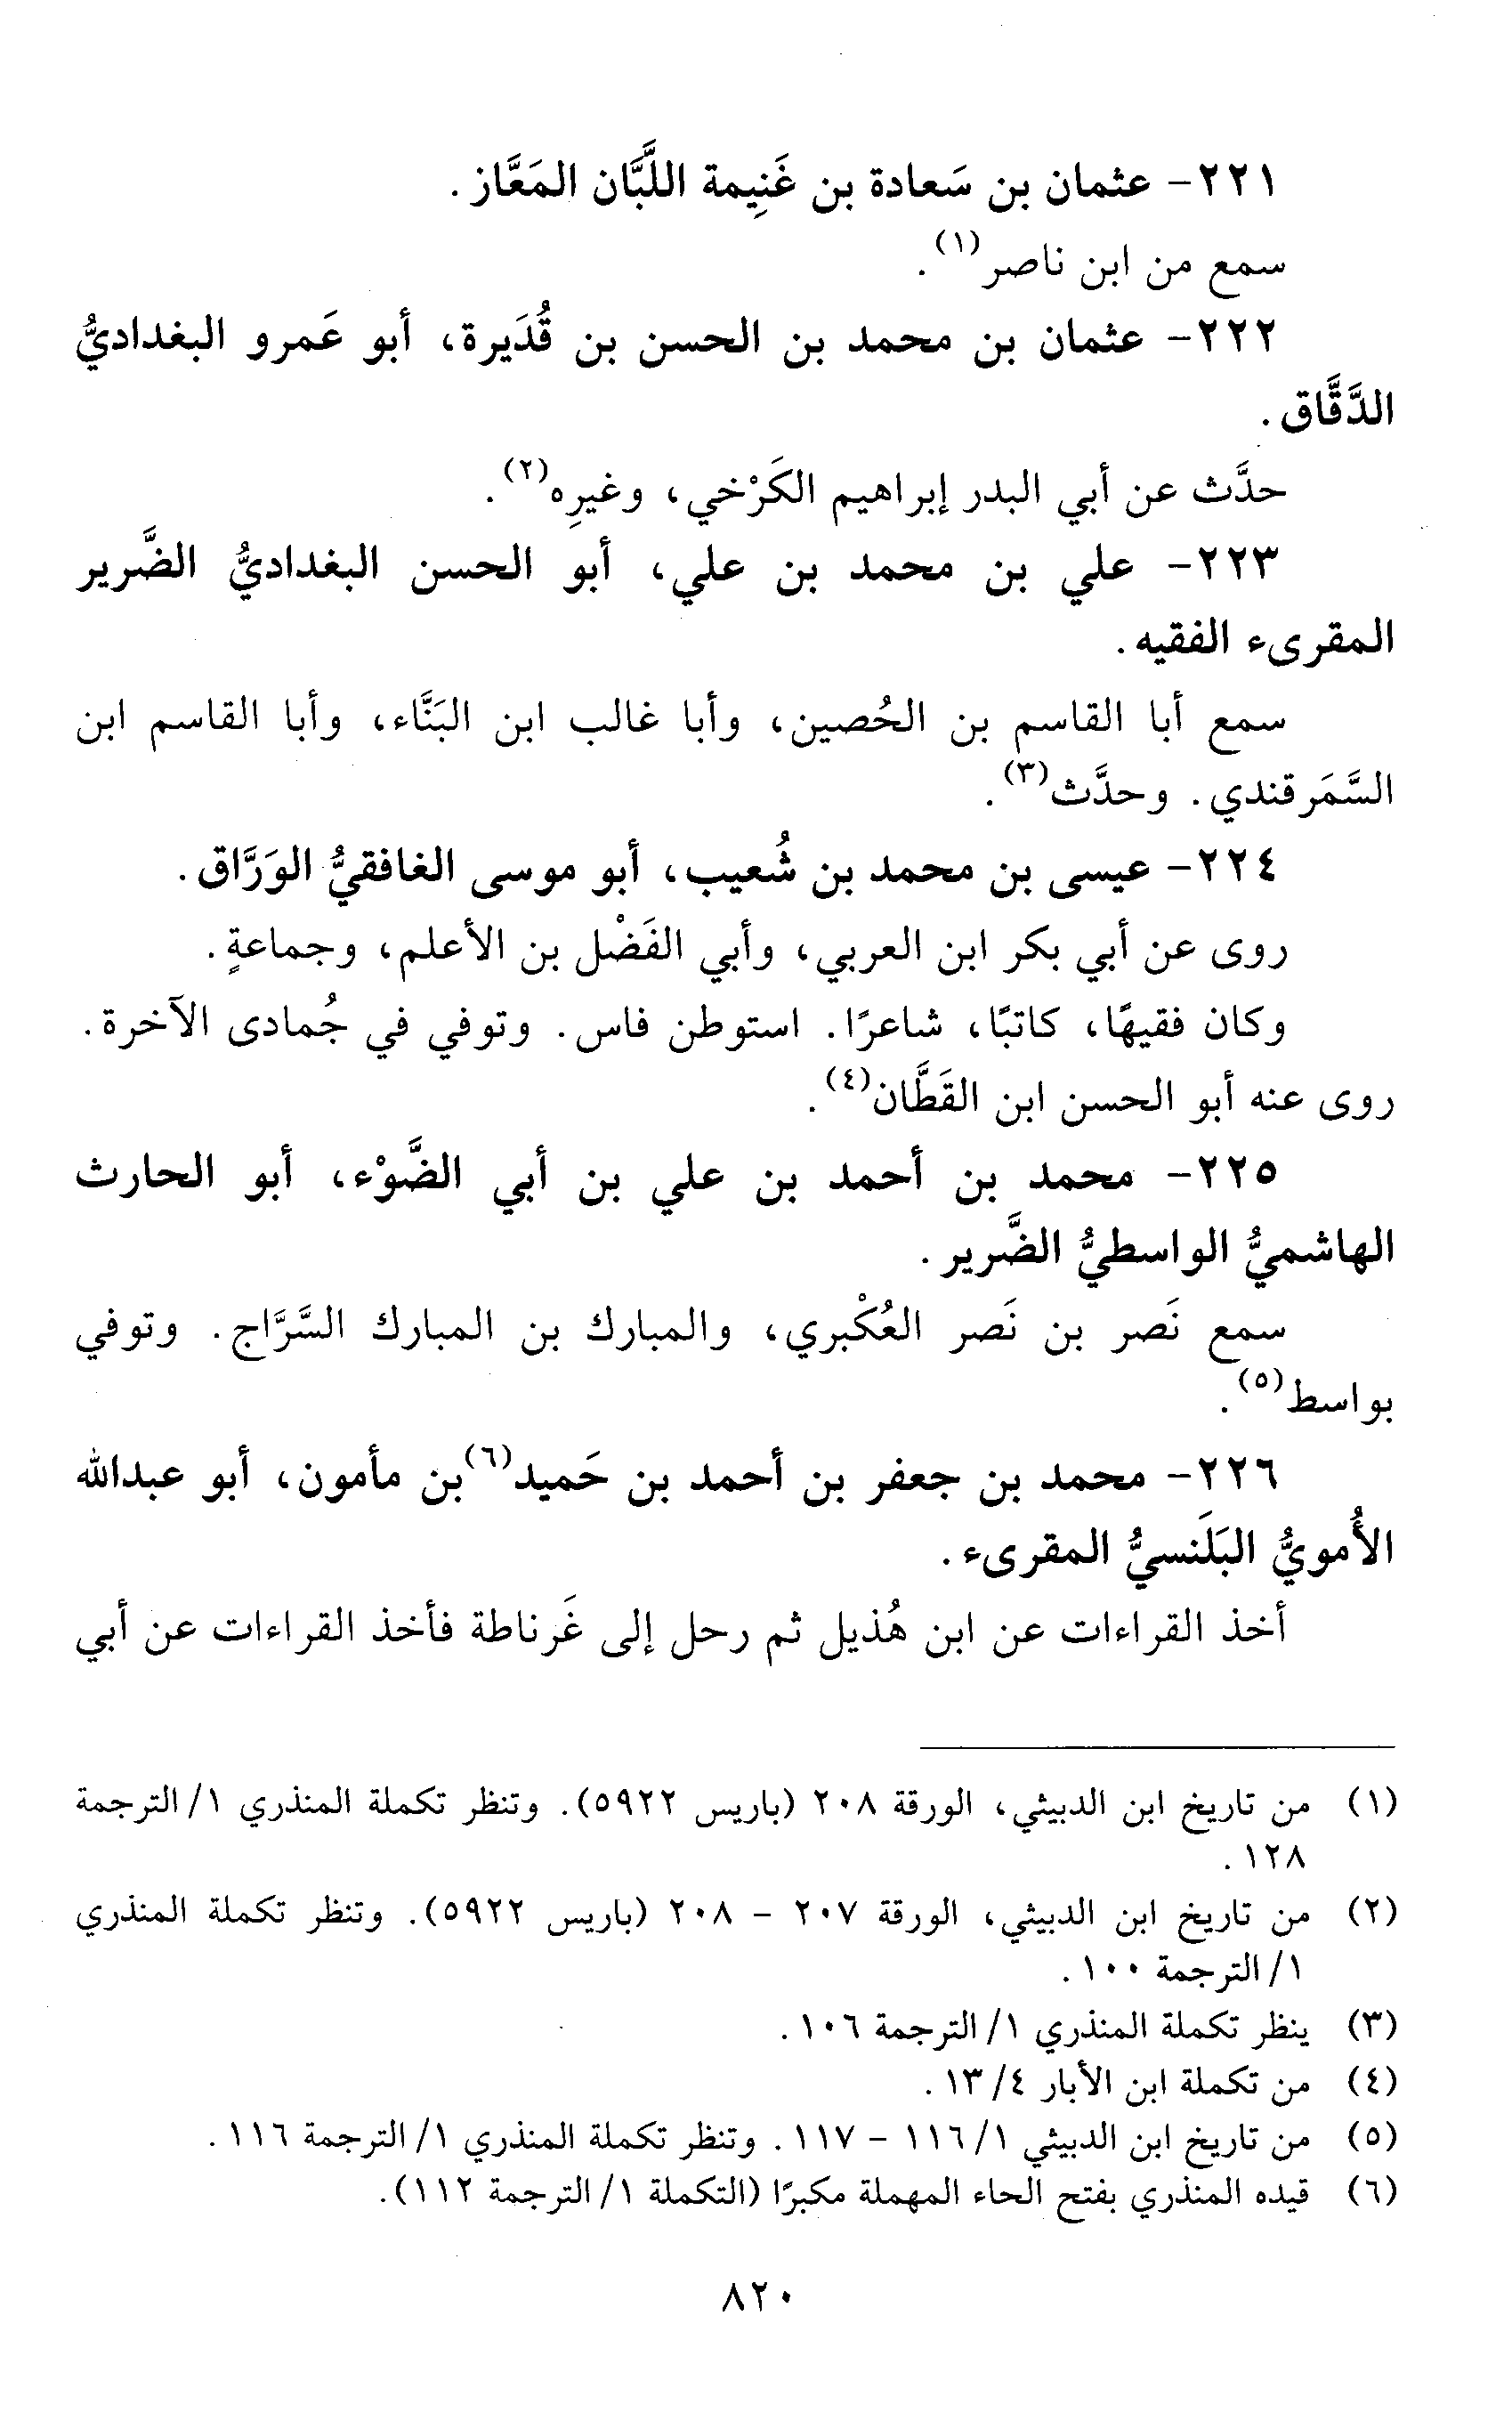 ٢٢١- عثمان بن سَعادة بن غَنِيمة اللَّبَّان المَعَّاز.
سمع من ابن ناصر(١).
٢٢٢- عثمان بن محمد بن الحسن بن قُدَيرة، أبو عَمرو البغداديُّ
الدَّقَّاق.
حدَّث عن أبي البدر إبراهيم الكَرْخي، وغيرِه(٢).
٢٢٣- علي بن محمد بن علي، أبو الحسن البغداديُّ الضَّرير
المقرىء الفقيه.
سمع أبا القاسم بن الحُصين، وأبا غالب ابن البَنَّاء، وأبا القاسم ابن
السَّمَرقندي. وحدَّث(٣).
٢٢٤- عيسى بن محمد بن شُعيب، أبو موسى الغافقيُّ الورَّاق.
روى عن أبي بكر ابن العربي، وأبي الفَضْل بن الأعلم، وجماعةٍ.
وكان فقيهًا، كاتبًا، شاعرًا. استوطن فاس. وتوفي في جُمادى الآخرة.
روى عنه أبو الحسن ابن القَطَّان(٤).
٢٢٥- محمد بن أحمد بن علي بن أبي الضَّوْء، أبو الحارث
الهاشميُّ الواسطيُّ الضَّرير.
سمع نَصر بن نَصر العُكْبري، والمبارك بن المبارك السَّرَّاج. وتوفي
بواسط(٥).
٢٢٦- محمد بن جعفر بن أحمد بن حَميد(٦) بن مأمون، أبو عبدالله
الأُمويُّ البَلَنسيُّ المقرىء.
أخذ القراءات عن ابن هُذيل ثم رحل إلى غَرناطة فأخذ القراءات عن أبي
(١) من تاريخ ابن الدبيثي، الورقة ٢٠٨ (باريس ٥٩٢٢). وتنظر تكملة المنذري ١/ الترجمة
١٢٨.
(٢) من تاريخ ابن الدبيثي، الورقة ٢٠٧ - ٢٠٨ (باريس ٥٩٢٢). وتنظر تكملة المنذري
١/ الترجمة ١٠٠.
(٣) ينظر تكملة المنذري ١/ الترجمة ١٠٦.
(٤) من تكملة ابن الأبار ٤/ ١٣.
(٥) من تاريخ ابن الدبيثي ١/ ١١٦ - ١١٧. وتنظر تكملة المنذري ١/ الترجمة ١١٦.
(٦) قيده المنذري بفتح الحاء المهملة مكبرًا (التكملة ١/ الترجمة ١١٢).
٨٢٠